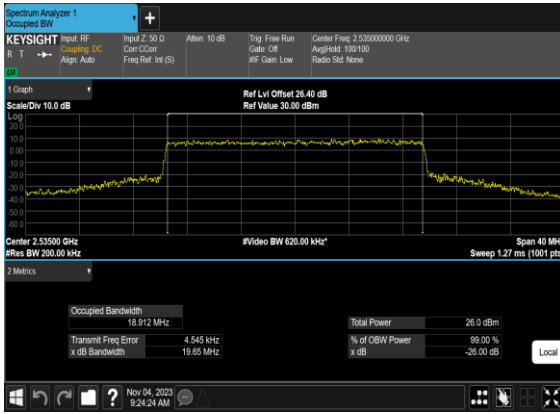 Spectrum Analyzer 1
Occupied BW
KEYSIGHT Input: RF Input Z: 50 Ω Atten: 10 dB Trig: Free Run Center Freq: 2.535000000 GHz
R T Coupling: DC Corr CCorr Gate: Off Avg|Hold: 100/100
Align: Auto Freq Ref: Int (S) #IF Gain: Low Radio Std: None
LV
1 Graph
Ref Lvl Offset 26.40 dB
Scale/Div 10.0 dB Ref Value 30.00 dBm
Log
20.0
10.0
0.00
-10.0
-20.0
-30.0
-40.0
-50.0
-60.0
Center 2.53500 GHz #Video BW 620.00 kHz* Span 40 MH
#Res BW 200.00 kHz Sweep 1.27 ms (1001 pts
2 Metrics
Occupied Bandwidth
18.912 MHz Total Power 26.0 dBm
Transmit Freq Error 4.545 kHz % of OBW Power 99.00 %
x dB Bandwidth 19.65 MHz x dB -26.00 dB
Local
Nov 04, 2023
9:24:24 AM